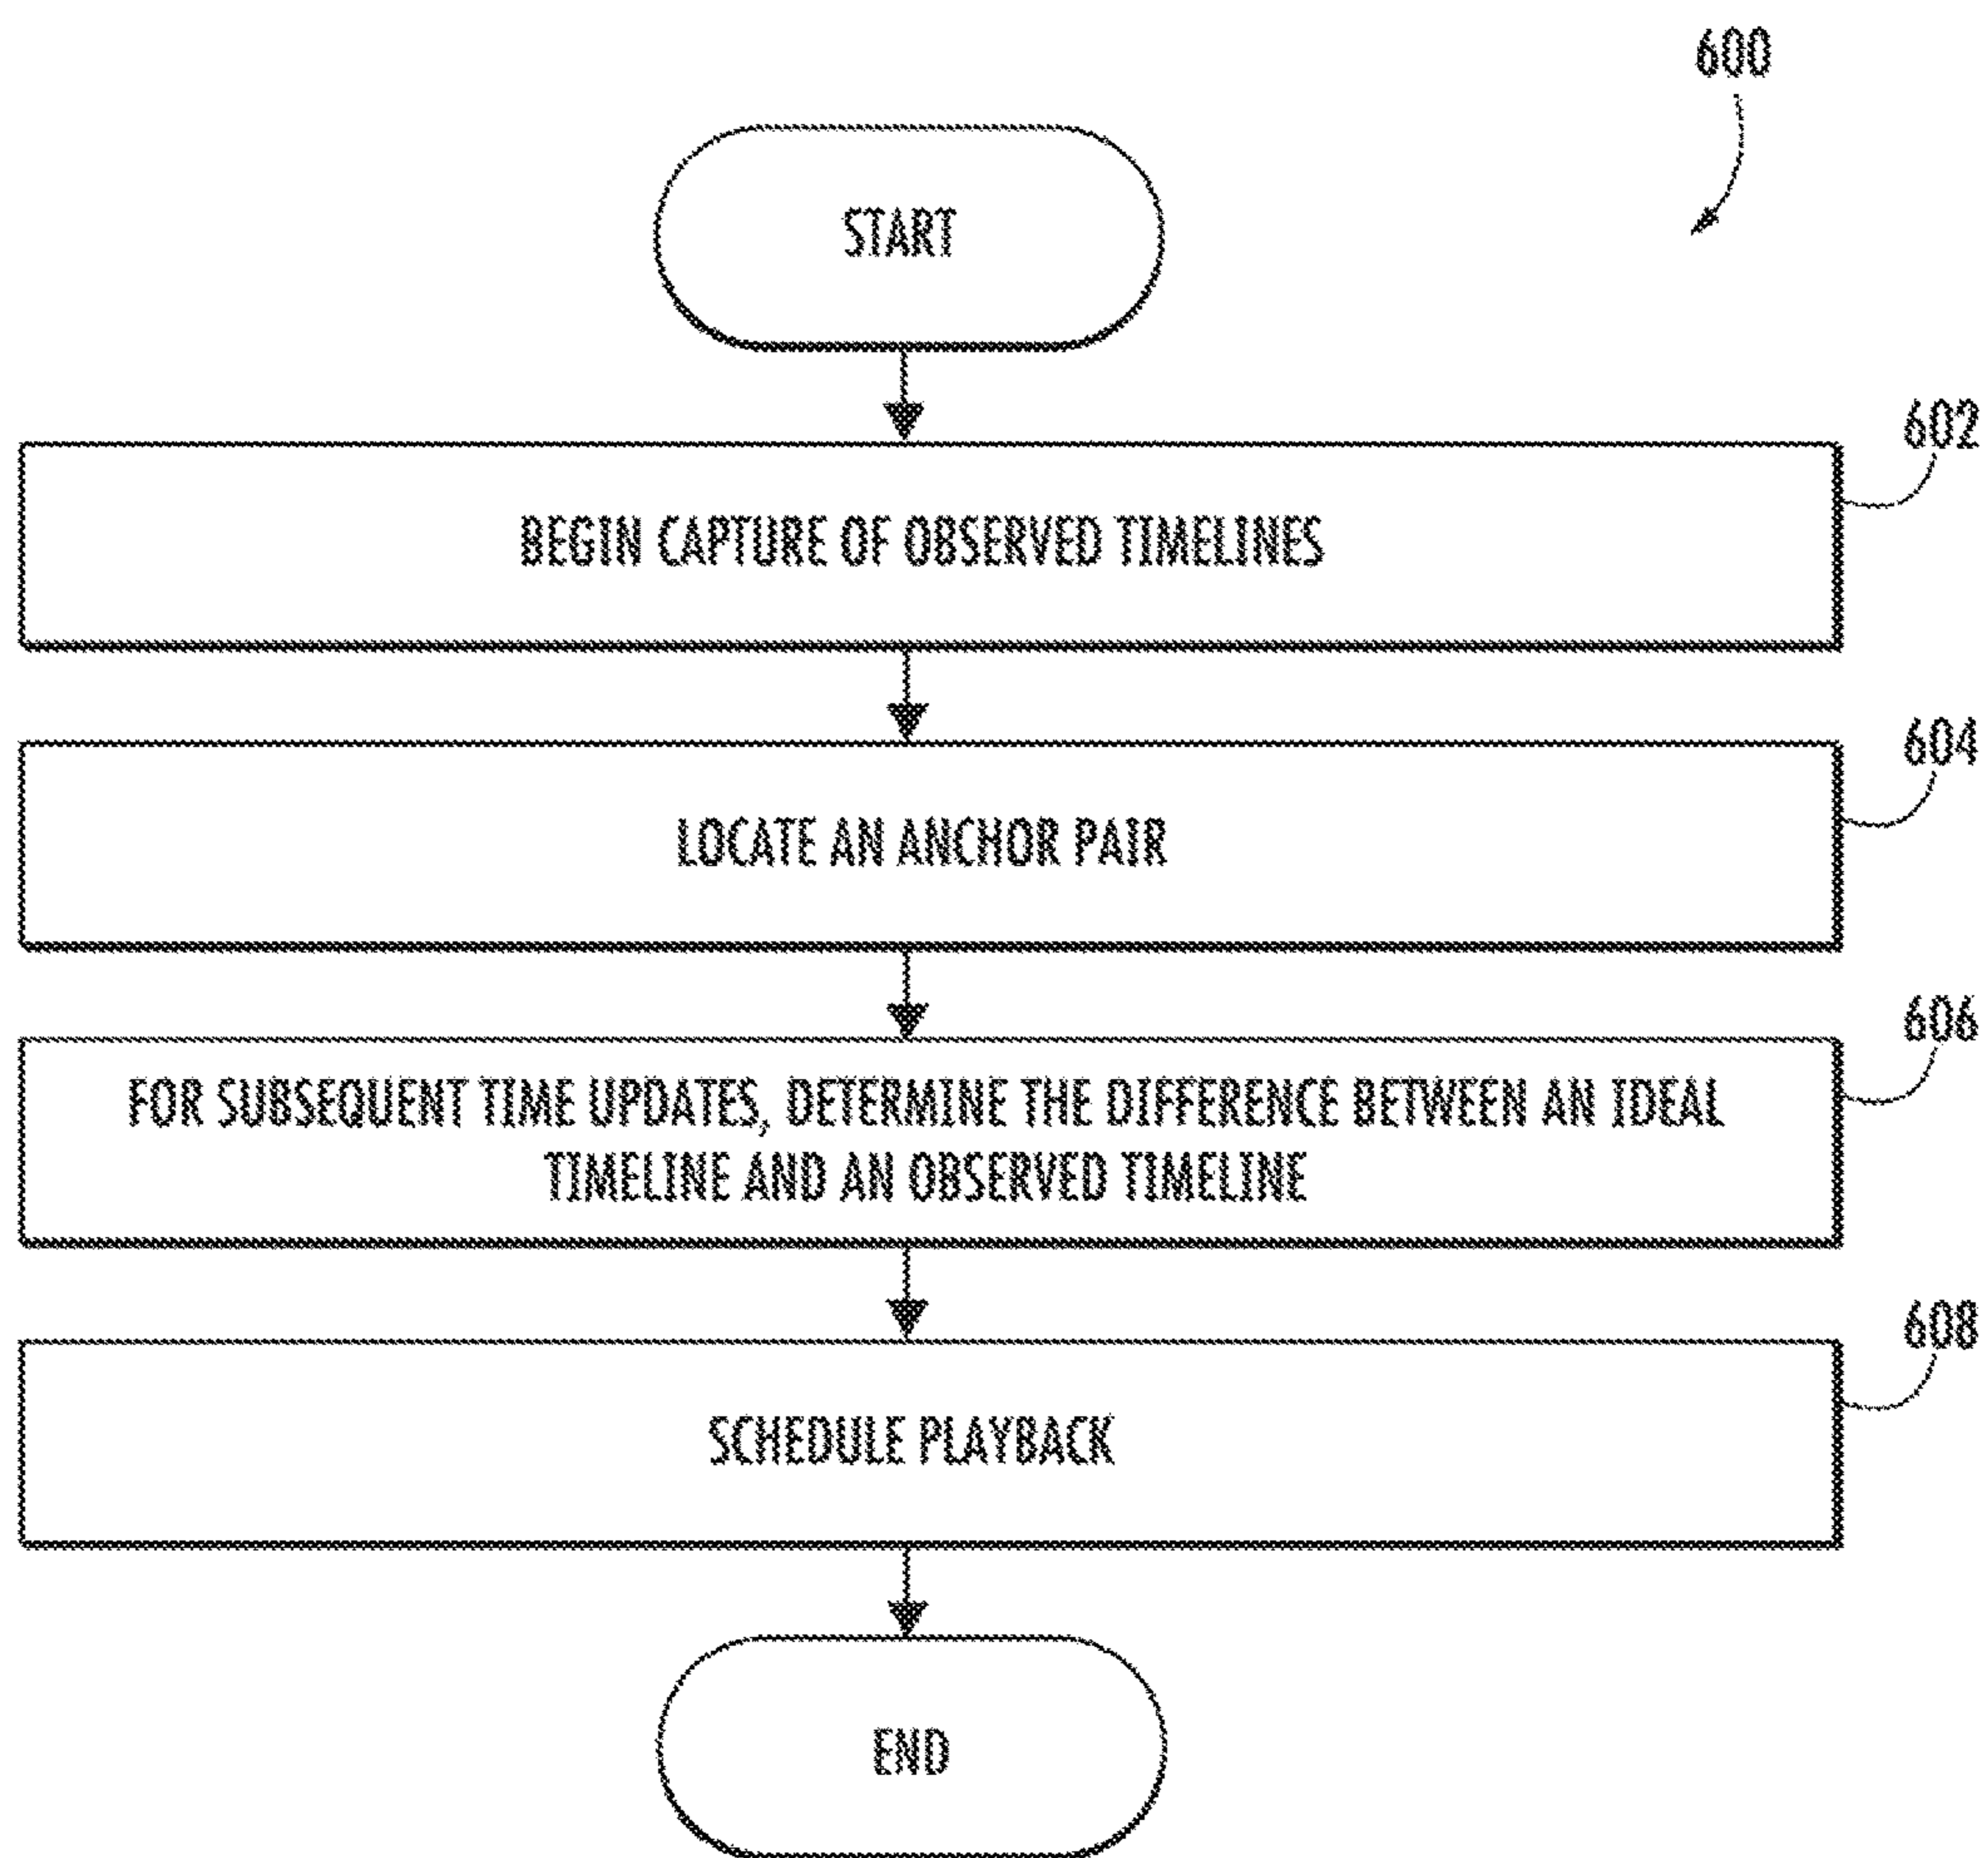 600
START
602
BEGIN CAPTURE OF OBSERVED TIMELINES
604
LOCATE AN ANCHOR PAIR
606
FOR SUBSEQUENT TIME UPDATES, DETERMINE THE DIFFERENCE BETWEEN AN IDEAL
TIMELINE AND AN OBSERVED TIMELINE
608
SCHEDULE PLAYBACK
END